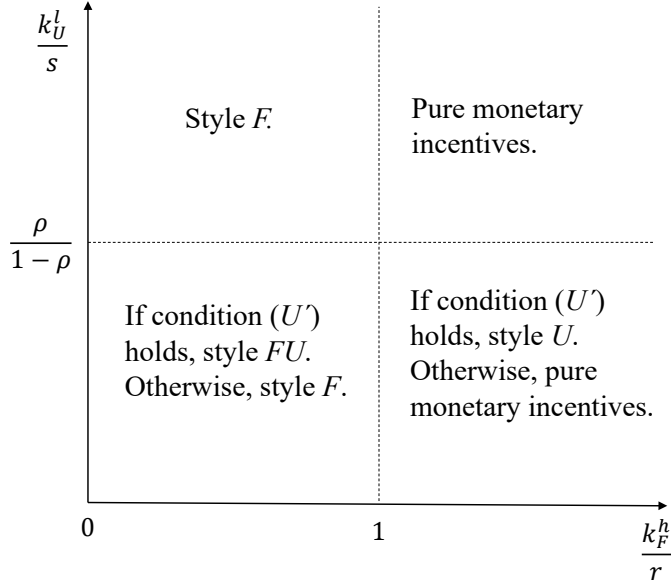 k_U^l
s
Style F.
Pure monetary
incentives.
ρ
1 − ρ
If condition (U′)
holds, style FU.
Otherwise, style F.
If condition (U′)
holds, style U.
Otherwise, pure
monetary incentives.
0
1
k_F^h
r